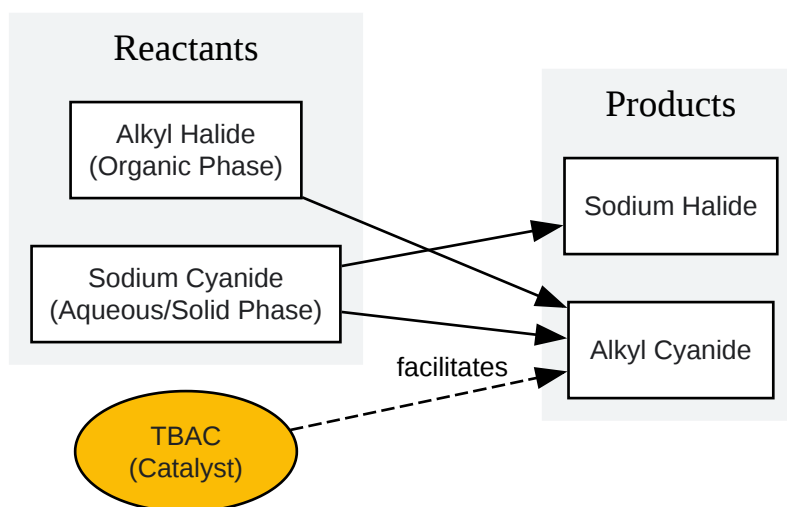 Reactants
Alkyl Halide
(Organic Phase)
Sodium Cyanide
(Aqueous/Solid Phase)
TBAC
(Catalyst)
facilitates
Products
Sodium Halide
Alkyl Cyanide